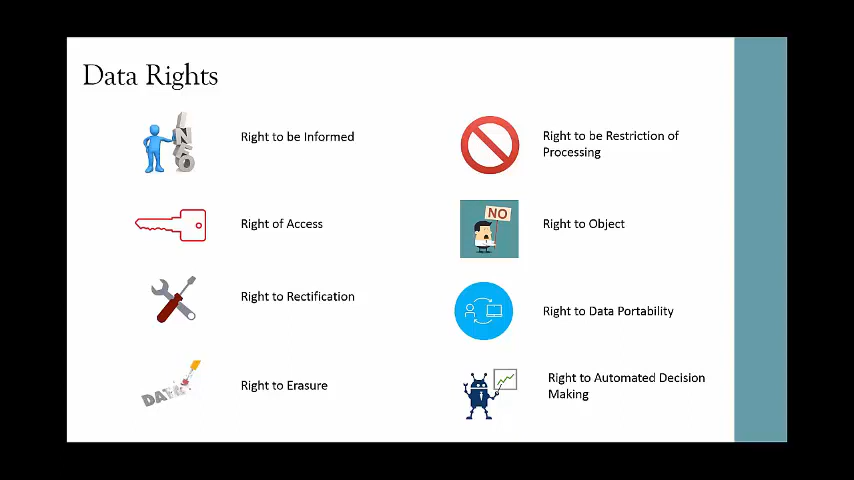 Data Rights
INFO
Right to be Informed
Right of Access
Right to Rectification
DATA
Right to Erasure
Right to be Restriction of
Processing
NO
Right to Object
Right to Data Portability
Right to Automated Decision
Making